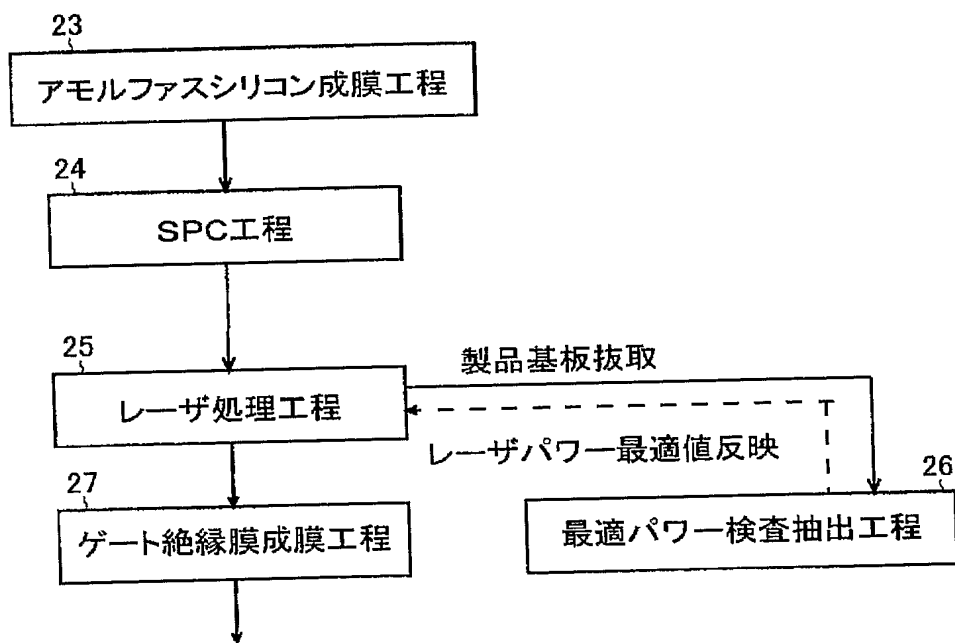 23
アモルファスシリコン成膜工程
24
SPC工程
25
レーザ処理工程
製品基板抜取
レーザパワー最適値反映
26
最適パワー検査抽出工程
27
ゲート絶縁膜成膜工程